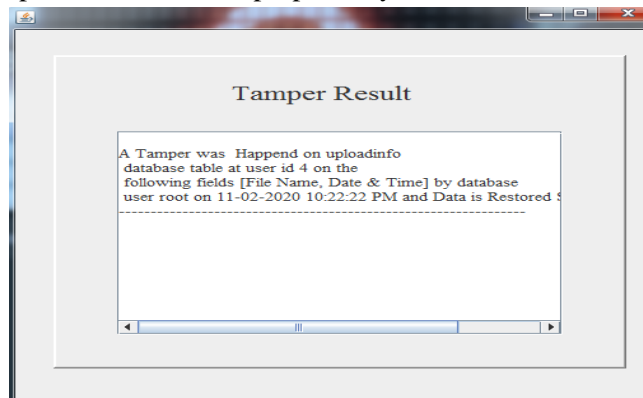 Tamper Result
A Tamper was Happend on uploadinfo
database table at user id 4 on the
following fields [File Name, Date & Time] by database
user root on 11-02-2020 10:22:22 PM and Data is Restored
------------------------------------------------------------------